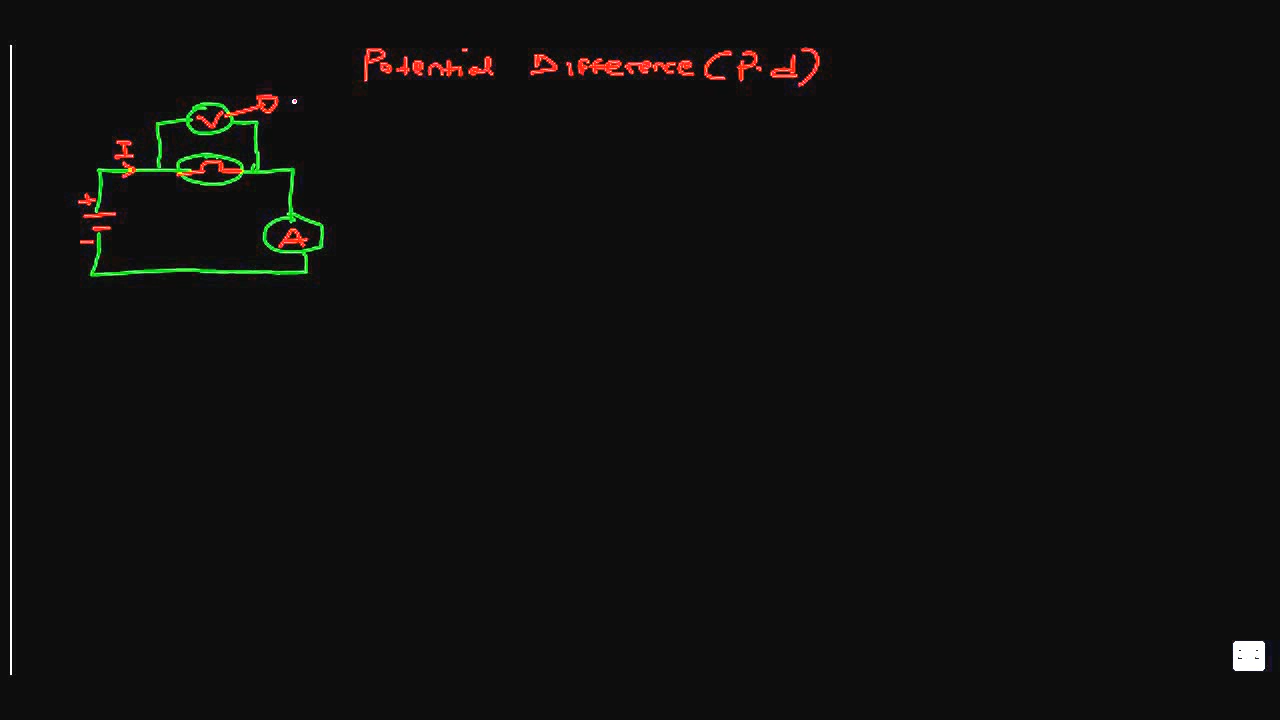 Potential Difference (P.d)
V
I
+
-
A